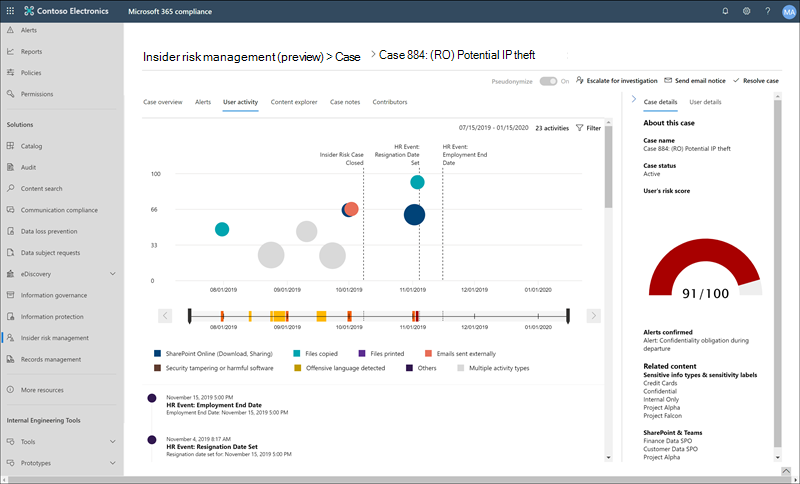 Contoso Electronics
Microsoft 365 compliance
?
MA
Alerts
Reports
Policies
Permissions
Solutions
Catalog
Audit
Content search
Communication compliance
Data loss prevention
Data subject requests
eDiscovery
Information governance
Information protection
Insider risk management
Records management
More resources
Internal Engineering Tools
Tools
Prototypes
Insider risk management (preview) > Case > Case 884: (RO) Potential IP theft
Pseudonymize On Escalate for investigation Send email notice Resolve case
Case overview Alerts User activity Content explorer Case notes Contributors
07/15/2019 - 01/15/2020 23 activities Filter
Insider Risk Case
Closed
HR Event:
Resignation Date
Set
HR Event:
Employment End
Date
100
66
33
0
08/01/2019 09/01/2019 10/01/2019 11/01/2019 12/01/2019 01/01/2020
08/01/2019 09/01/2019 10/01/2019 11/01/2019 12/01/2019 01/01/2020
SharePoint Online (Download, Sharing) Files copied Files printed Emails sent externally
Security tampering or harmful software Offensive language detected Others Multiple activity types
November 15, 2019 5:00 PM
HR Event: Employment End Date
Employment End Date: November 15, 2019 5:00 PM
November 4, 2019 8:17 AM
HR Event: Resignation Date Set
Resignation date set for: November 15, 2019 5:00 PM
Case details User details
About this case
Case name
Case 884: (RO) Potential IP theft
Case status
Active
User's risk score
91/100
Alerts confirmed
Alert: Confidentiality obligation during
departure
Related content
Sensitive info types & sensitivity labels
Credit Cards
Confidential
Internal Only
Project Alpha
Project Falcon
SharePoint & Teams
Finance Data SPO
Customer Data SPO
Project Alpha